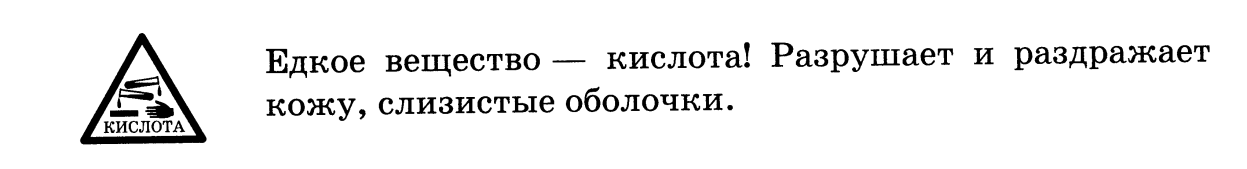 КИСЛОТА
Едкое вещество — кислота! Разрушает и раздражает
кожу, слизистые оболочки.